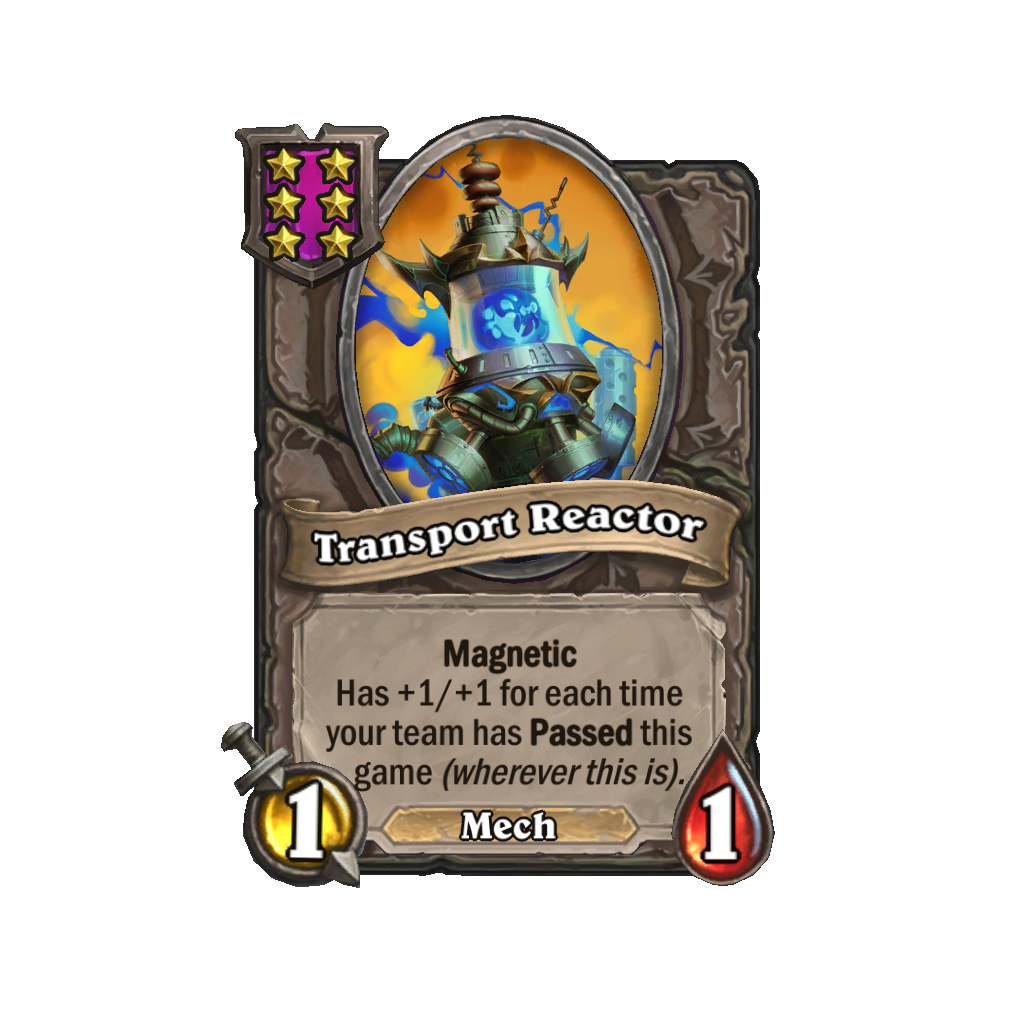 Transport Reactor
Magnetic
Has +1/+1 for each time
your team has Passed this
game (wherever this is).
Mech
1
1